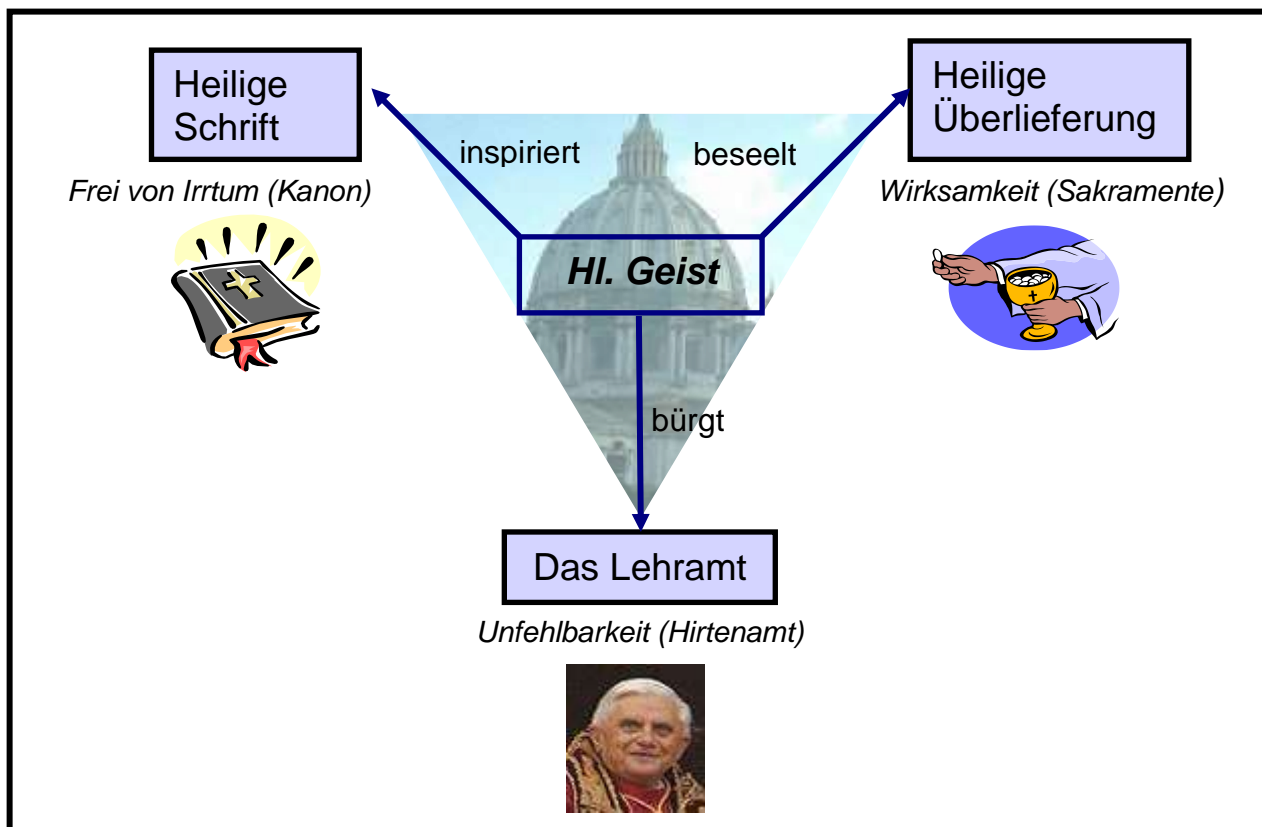 Heilige
Schrift
Heilige
Überlieferung
inspiriert
beseelt
Frei von Irrtum (Kanon)
Wirksamkeit (Sakramente)
Hl. Geist
bürgt
Das Lehramt
Unfehlbarkeit (Hirtenamt)